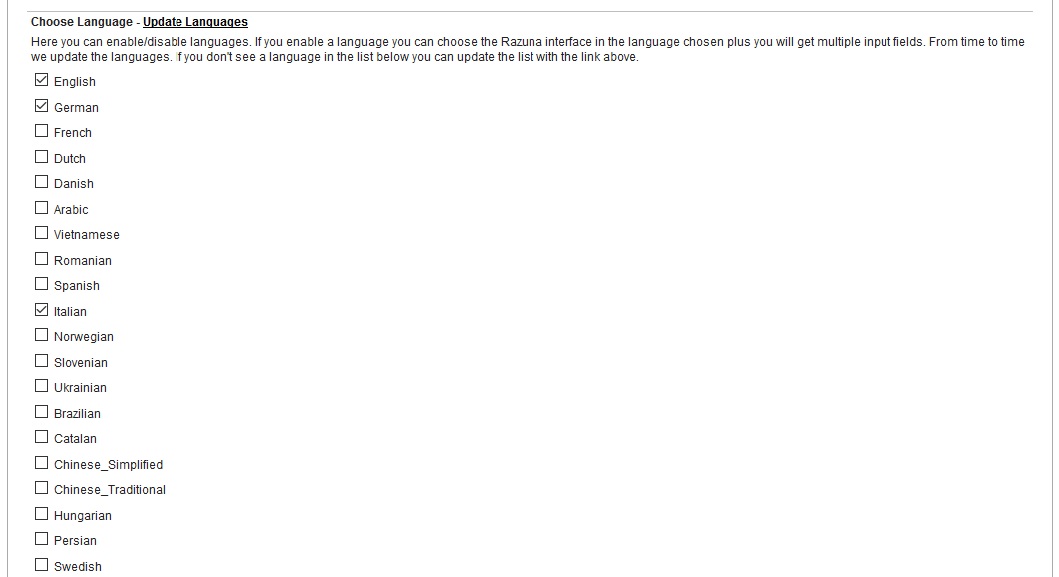 Choose Language - Update Languages
Here you can enable/disable languages. If you enable a language you can choose the Razuna interface in the language chosen plus you will get multiple input fields. From time to time
we update the languages. If you don't see a language in the list below you can update the list with the link above.
English
German
French
Dutch
Danish
Arabic
Vietnamese
Romanian
Spanish
Italian
Norwegian
Slovenian
Ukrainian
Brazilian
Catalan
Chinese_Simplified
Chinese_Traditional
Hungarian
Persian
Swedish